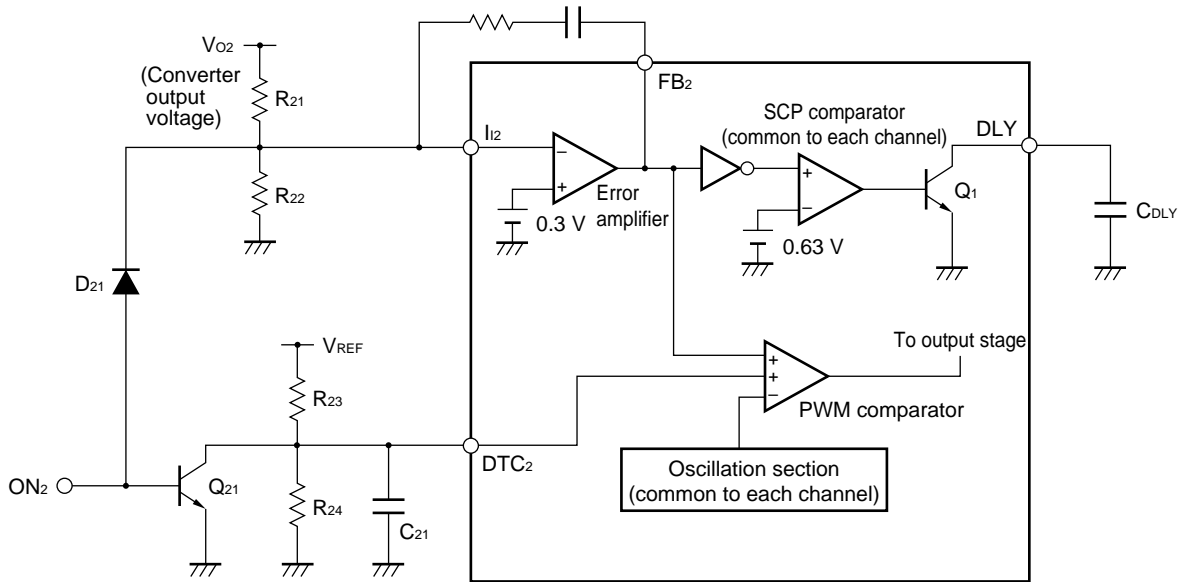 VO2
(Converter
output
voltage)
R21
R22
FB2
II2
Error
amplifier
0.3 V
SCP comparator
(common to each channel)
DLY
Q1
0.63 V
CDLY
D21
VREF
R23
To output stage
PWM comparator
DTC2
ON2
Q21
R24
C21
Oscillation section
(common to each channel)